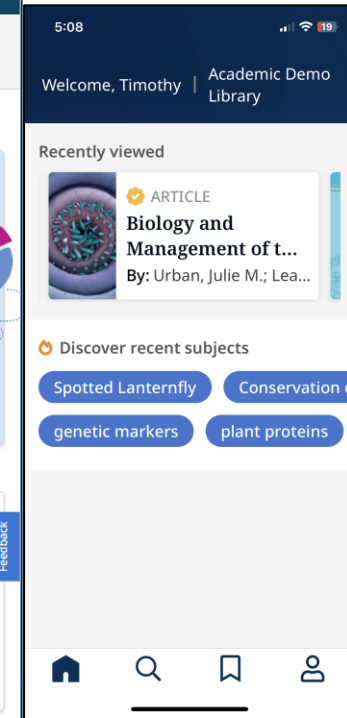 5:08
19
Welcome, Timothy | Academic Demo
Library
Recently viewed
ARTICLE
Biology and
Management of t...
By: Urban, Julie M.; Lea...
Discover recent subjects
Spotted Lanternfly
Conservation
genetic markers
plant proteins
Feedback